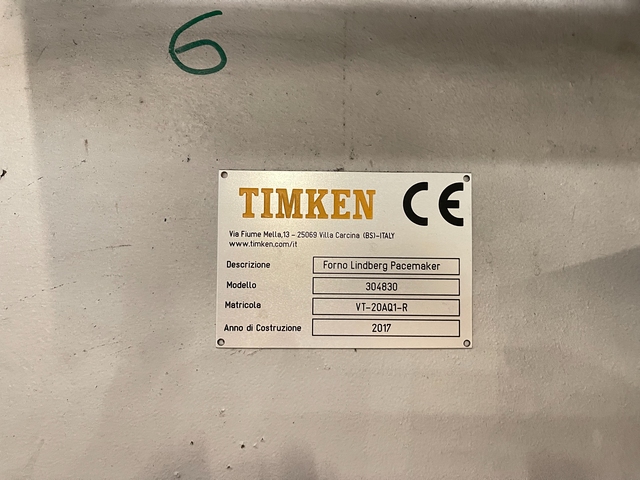 6
TIMKEN CE
Via Fiume Mella,13 - 25069 Villa Carcina (BS)-ITALY
www.timken.com/it
Descrizione Forno Lindberg Pacemaker
Modello 304830
Matricola VT-20AQ1-R
Anno di Costruzione 2017